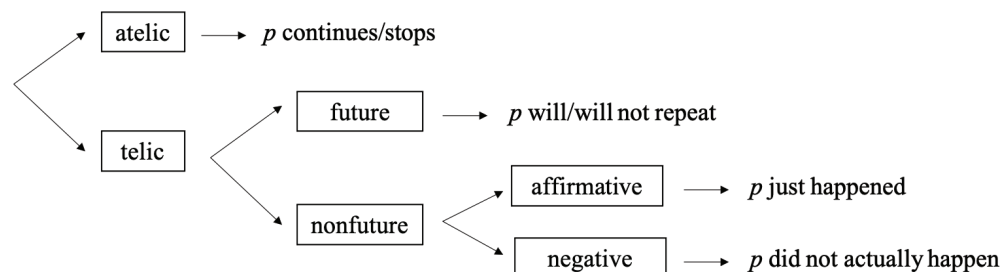 atelic
p continues/stops
future
p will/will not repeat
telic
affirmative
p just happened
nonfuture
negative
p did not actually happen